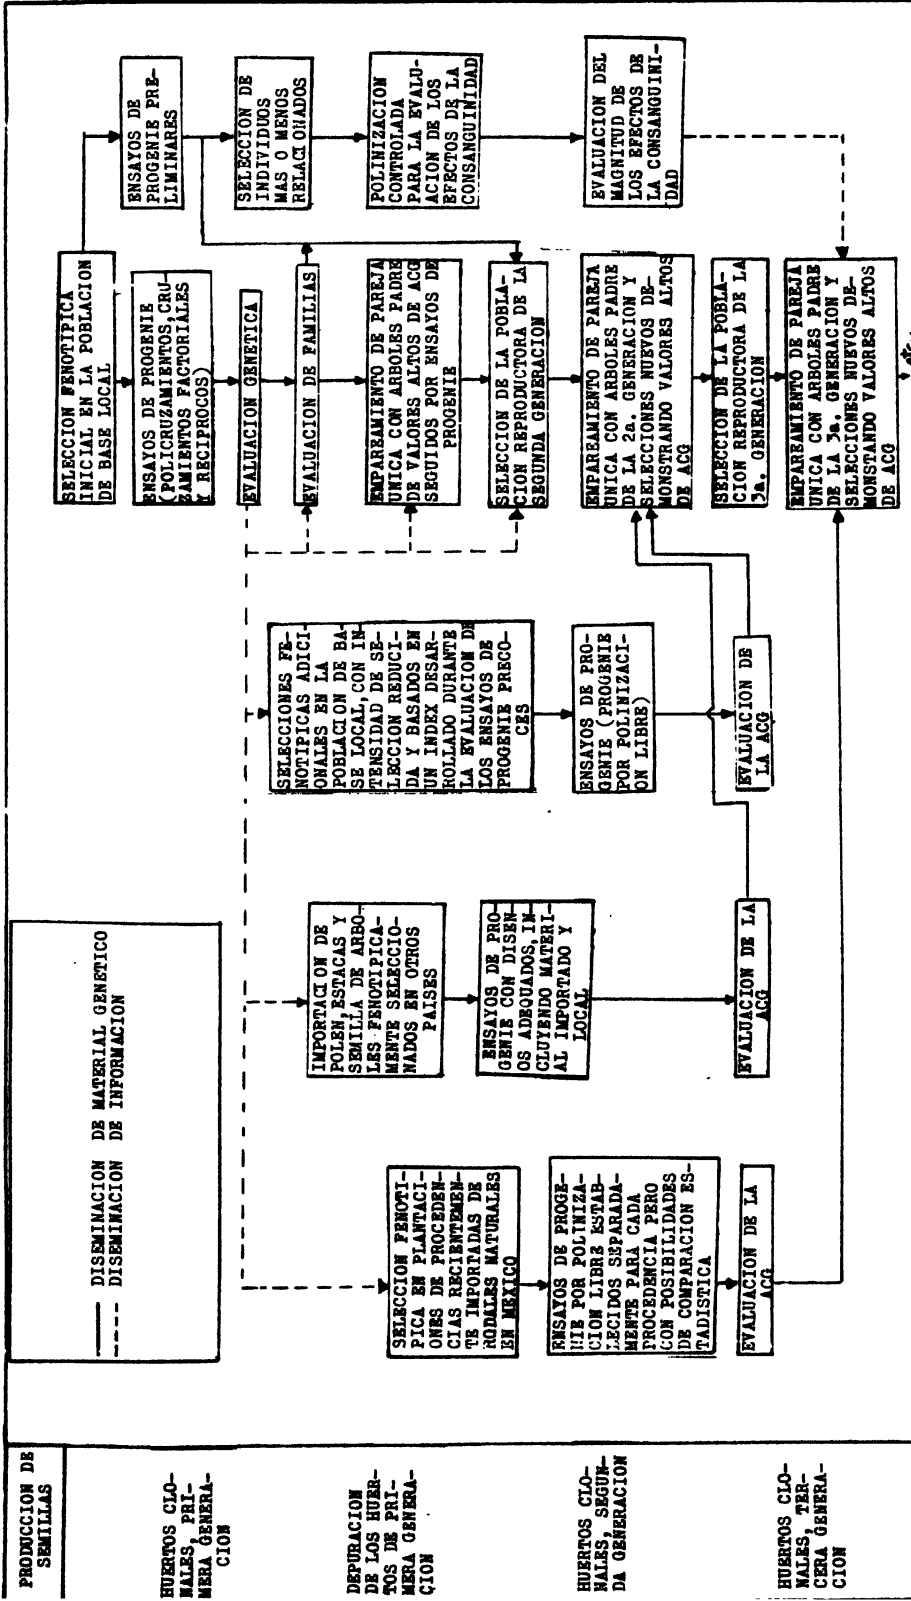 PRODUCCION DE
SEMILLAS
HUERTOS CLO-
NALES, PRI-
MERA GENERA-
CION
DEPURACION
DE LOS HUER-
TOS DE PRI-
MERA GENERA-
CION
HUERTOS CLO-
NALES, SEGUN-
DA GENERACION
HUERTOS CLO-
NALES, TER-
CERA GENERA-
CION
DISEMINACION DE MATERIAL GENETICO
DISEMINACION DE INFORMACION
SELECCION FENOTI-
PICA EN PLANTACI-
ONES DE PROCEDEN-
CIAS RECIENTEMEN-
TE IMPORTADAS DE
RODALES NATURALES
EN MEXICO
ENSAYOS DE PROGE-
NIE POR POLINIZA-
CION LIBRE ESTAB-
LECIDOS SEPARADA-
MENTE PARA CADA
PROCEDENCIA PERO
CON POSIBILIDADES
DE COMPARACION ES-
TADISTICA
EVALUACION DE LA
ACG
IMPORTACION DE
POLEN, ESTACAS Y
SEMILLA DE ARBO-
LES FENOTIPICA-
MENTE SELECCIO-
NADOS EN OTROS
PAISES
ENSAYOS DE PRO-
GENIE CON DISEN-
OS ADEQUADOS, IN-
CLUYENDO MATERI-
AL IMPORTADO Y
LOCAL
EVALUACION DE LA
ACG
SELECCIONES FE-
NOTIPICAS ADICI-
ONALES EN LA
POBLACION DE BA-
SE LOCAL, CON IN-
TENSIDAD DE SE-
LECCION REDUCI-
DA Y BASADOS EN
UN INDEX DESAR-
ROLLADO DURANTE
LA EVALUACION DE
LOS ENSAYOS DE
PROGENIE PRECO-
CES
ENSAYOS DE PRO-
GENIE (PROGENIE
POR POLINIZACI-
ON LIBRE)
EVALUACION DE
LA ACG
SELECCION FENOTIPICA
INICIAL EN LA POBLACION
DE BASE LOCAL
ENSAYOS DE PROGENIE
(POLICRUZAMIENTOS, CRU-
ZAMIENTOS FACTORIALES
Y RECIPROCOS)
EVALUACION GENETICA
EVALUACION DE FAMILIAS
EMPAREAMIENTO DE PAREJA
UNICA CON ARBOLES PADRE
DE VALORES ALTOS DE ACG
SEGUIDOS POR ENSAYOS DE
PROGENIE
SELECCION DE LA POBLA-
CION REPRODUCTORA DE LA
SEGUNDA GENERACION
EMPAREAMIENTO DE PAREJA
UNICA CON ARBOLES PADRE
DE LA 2a. GENERACION Y
SELECCIONES NUEVOS DE-
MONSTRANDO VALORES ALTOS
DE ACG
SELECCION DE LA POBLA-
CION REPRODUCTORA DE LA
3a. GENERACION
EMPAREAMIENTO DE PAREJA
UNICA CON ARBOLES PADRE
DE LA 3a. GENERACION Y
SELECCIONES NUEVOS DE-
MONSTANDO VALORES ALTOS
DE ACG
ENSAYOS DE
PROGENIE PRE-
LIMINARES
SELECCION DE
INDIVIDUOS
MAS O MENOS
RELACIONADOS
POLINIZACION
CONTROLADA
PARA LA EVALU-
ACION DE LOS
EFECTOS DE LA
CONSANGUINIDAD
EVALUACION DEL
MAGNITUD DE
LOS EFECTOS DE
LA CONSANGUINI-
DAD